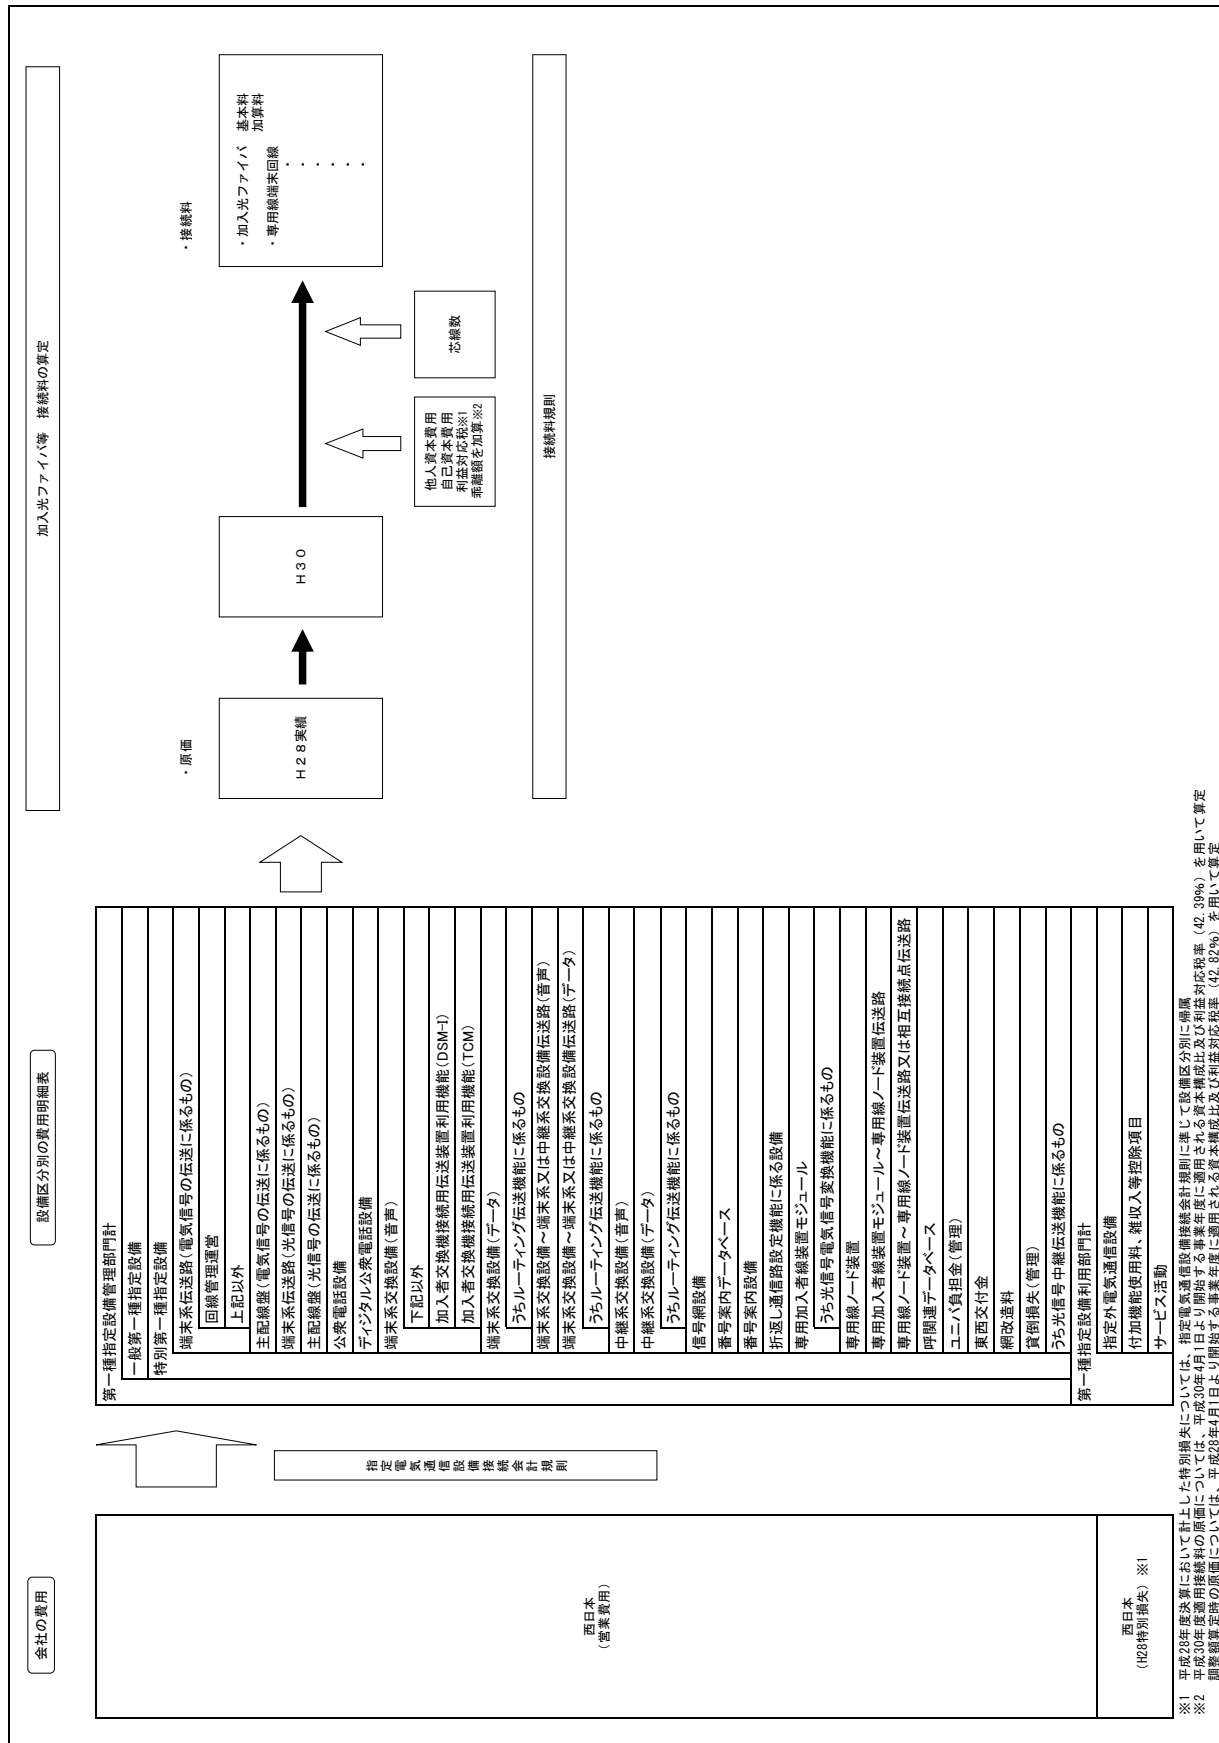 会社の費用
西日本
(営業費用)
西日本
(H28特別損失) ※1
指定電気通信設備接続会計規則
設備区分別の費用明細表
第一種指定設備管理部門計
一般第一種指定設備
特別第一種指定設備
端末系伝送路(電気信号の伝送に係るもの)
回線管理運営
上記以外
主配線盤(電気信号の伝送に係るもの)
端末系伝送路(光信号の伝送に係るもの)
主配線盤(光信号の伝送に係るもの)
公衆電話設備
ディジタル公衆電話設備
端末系交換設備(音声)
下記以外
加入者交換機接続用伝送装置利用機能(DSM-I)
加入者交換機接続用伝送装置利用機能(TCM)
端末系交換設備(データ)
うちルーティング伝送機能に係るもの
端末系交換設備～端末系又は中継系交換設備伝送路(音声)
端末系交換設備～端末系又は中継系交換設備伝送路(データ)
うちルーティング伝送機能に係るもの
中継系交換設備(音声)
中継系交換設備(データ)
うちルーティング伝送機能に係るもの
信号網設備
番号案内データベース
番号案内設備
折返し通信路設定機能に係る設備
専用加入者線装置モジュール
うち光信号電気信号変換機能に係るもの
専用線ノード装置
専用加入者線装置モジュール～専用線ノード装置伝送路
専用線ノード装置～専用線ノード装置伝送路又は相互接続点伝送路
呼関連データベース
ユニバ負担金(管理)
東西交付金
網改造料
貸倒損失(管理)
うち光信号中継伝送機能に係るもの
第一種指定設備利用部門計
指定外電気通信設備
付加機能使用料、雑収入等控除項目
サービス活動
加入光ファイバ等 接続料の算定
・原価
H28実績
H30
・接続料
・加入光ファイバ 基本料
加算料
・専用線端末回線
・
・
・
・
・
・
他人資本費用
自己資本費用
利益対応税※1
乖離額を加算※2
芯線数
接続料規則
※1 平成28年度決算において計上した特別損失については、指定電気通信設備接続会計規則に準じて設備区分別に帰属
※2 平成30年度適用接続料の原価については、平成30年4月1日より開始する事業年度に適用される資本構成比及び利益対応税率(42.39%)を用いて算定
調整額算定時の原価については、平成28年4月1日より開始する事業年度に適用される資本構成比及び利益対応税率(42.82%)を用いて算定